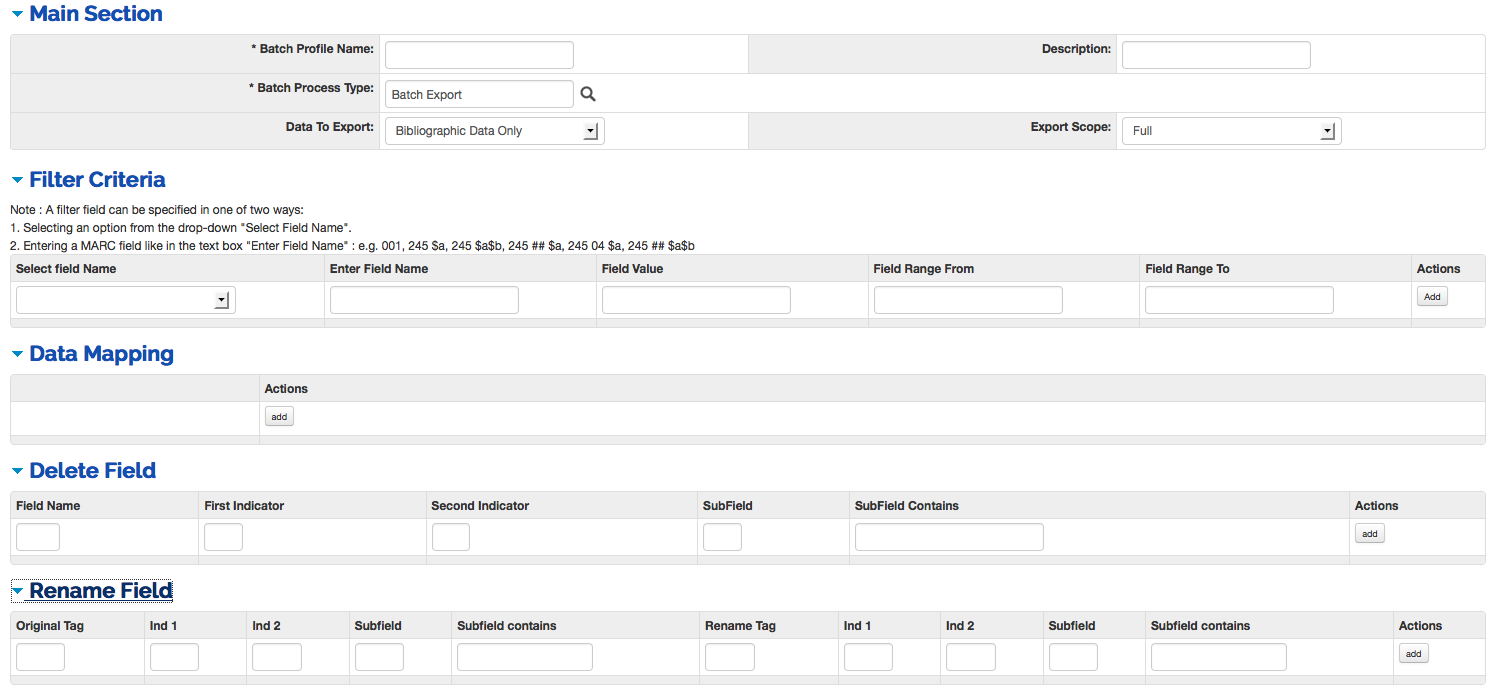 Main Section
* Batch Profile Name: Description:
* Batch Process Type: Batch Export
Data To Export: Bibliographic Data Only Export Scope: Full
Filter Criteria
Note : A filter field can be specified in one of two ways:
1. Selecting an option from the drop-down "Select Field Name".
2. Entering a MARC field like in the text box "Enter Field Name" : e.g. 001, 245 $a, 245 $a$b, 245 ## $a, 245 04 $a, 245 ## $a$b
Select field Name Enter Field Name Field Value Field Range From Field Range To Actions
Add
Data Mapping
Actions
add
Delete Field
Field Name First Indicator Second Indicator SubField SubField Contains Actions
add
Rename Field
Original Tag Ind 1 Ind 2 Subfield Subfield contains Rename Tag Ind 1 Ind 2 Subfield Subfield contains Actions
add